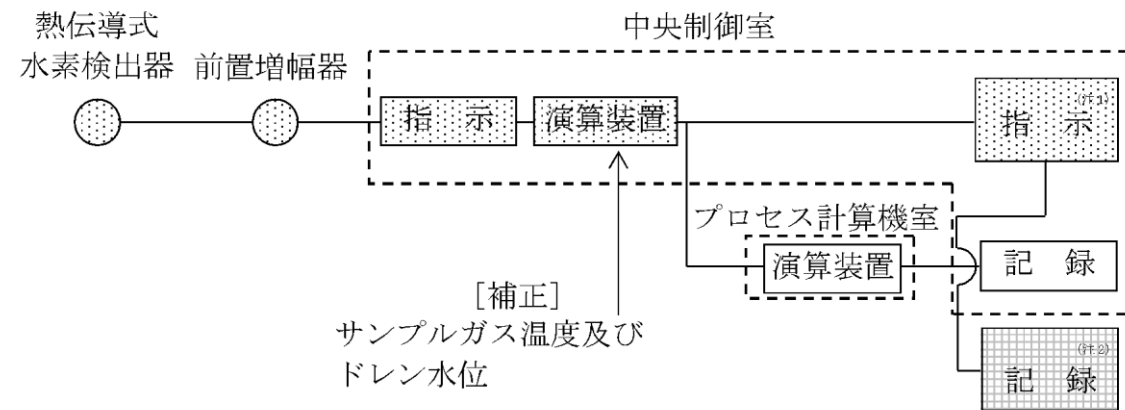 熱伝導式
水素検出器
前置増幅器
中央制御室
指 示
演算装置
(注1)
指 示
プロセス計算機室
演算装置
記 録
[補正]
サンプルガス温度及び
ドレン水位
(注2)
記 録